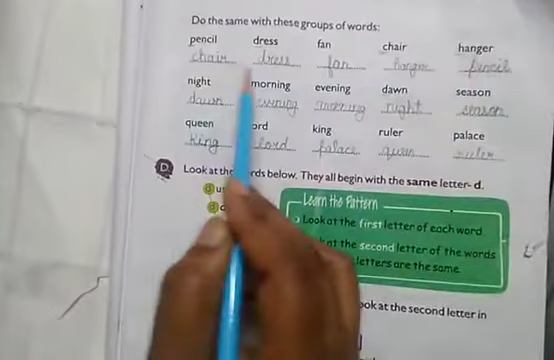 Do the same with these groups of words:
pencil dress fan chair hanger
chair dress fan hanger pencil
night morning evening dawn season
dawn evening morning night season
queen ord king ruler palace
king lord palace queen ruler
D. Look at the rds below. They all begin with the same letter- d.
Learn the Pattern
Look at the first letter of each word
at the second letter of the words
letters are the same
look at the second letter in